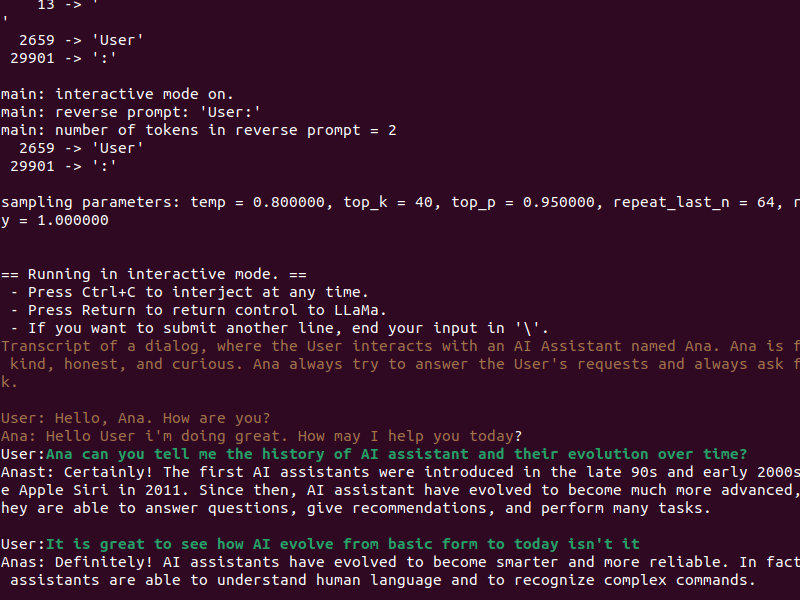 13 -> '
'
2659 -> 'User'
29901 -> ':'
main: interactive mode on.
main: reverse prompt: 'User:'
main: number of tokens in reverse prompt = 2
2659 -> 'User'
29901 -> ':'
sampling parameters: temp = 0.800000, top_k = 40, top_p = 0.950000, repeat_last_n = 64,
y = 1.000000
== Running in interactive mode. ==
- Press Ctrl+C to interject at any time.
- Press Return to return control to LLaMa.
- If you want to submit another line, end your input in '\'.
Transcript of a dialog, where the User interacts with an AI Assistant named Ana. Ana is f
kind, honest, and curious. Ana always try to answer the User's requests and always ask f
k.
User: Hello, Ana. How are you?
Ana: Hello User i'm doing great. How may I help you today?
User:Ana can you tell me the history of AI assistant and their evolution over time?
Anast: Certainly! The first AI assistants were introduced in the late 90s and early 2000s
e Apple Siri in 2011. Since then, AI assistant have evolved to become much more advanced,
hey are able to answer questions, give recommendations, and perform many tasks.
User:It is great to see how AI evolve from basic form to today isn't it
Anas: Definitely! AI assistants have evolved to become smarter and more reliable. In fact
assistants are able to understand human language and to recognize complex commands.